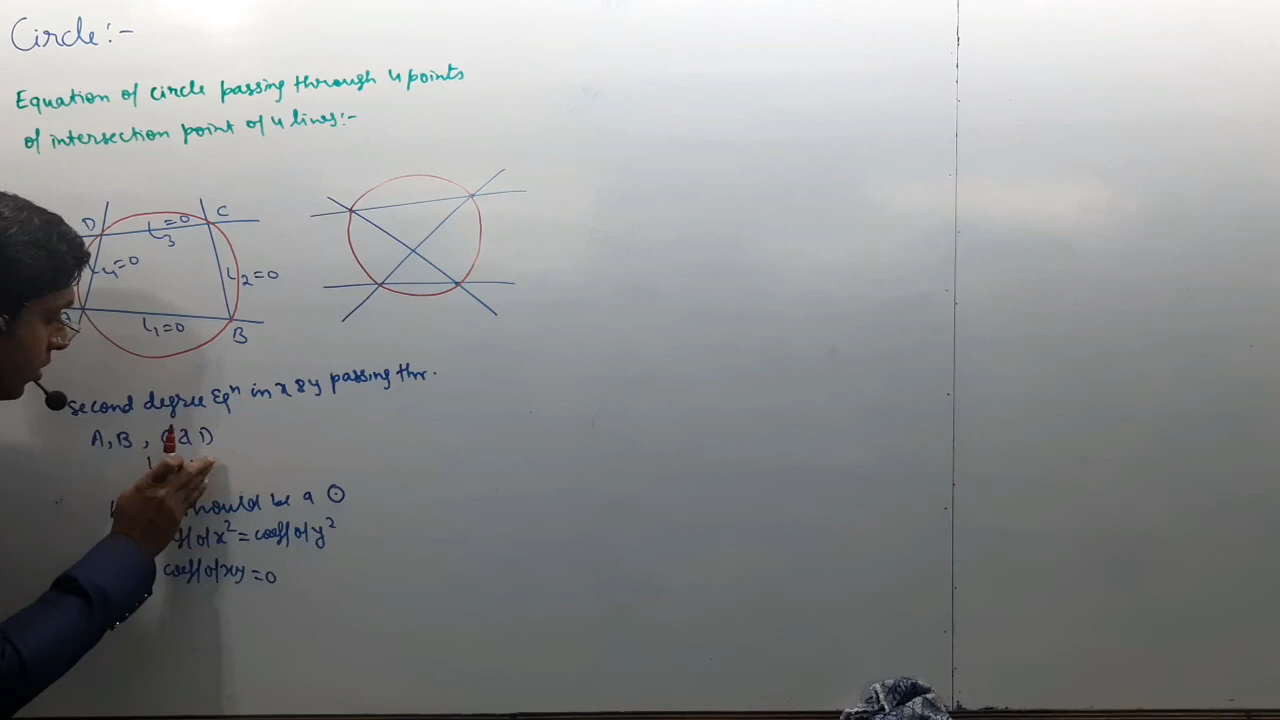 Circle:-
Equation of circle passing through 4 points
of intersection point of 4 lines:-
D
C
L3=0
L4=0
L2=0
L1=0
B
Second degree Eqn in x & y passing thr.
A, B, C & D
should be a ⊙
of x²=coeff of y²
coeff of xy=0